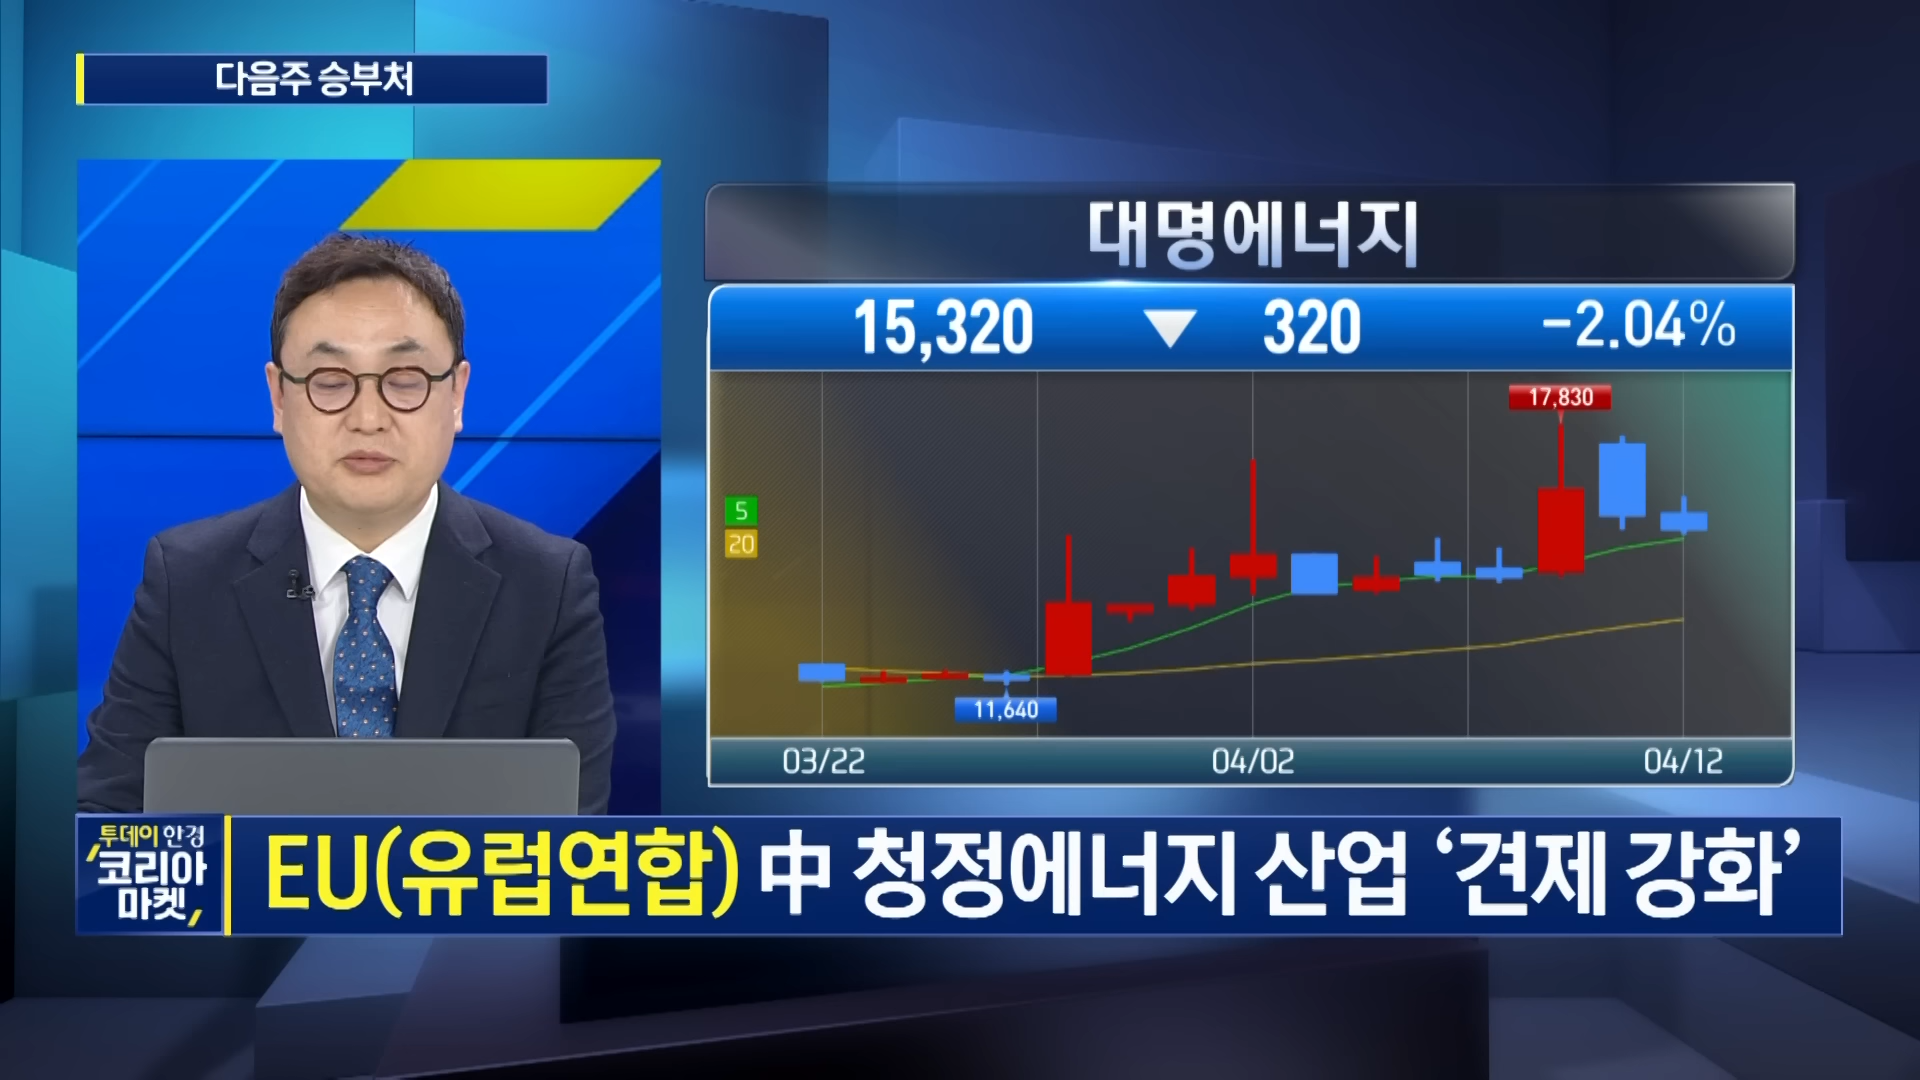 다음주 승부처
대명에너지
15,320 ▼ 320 -2.04%
17,830
5
20
11,640
03/22 04/02 04/12
투데이 한경
코리아
마켓
EU(유럽연합) 中 청정에너지 산업 ‘견제 강화’